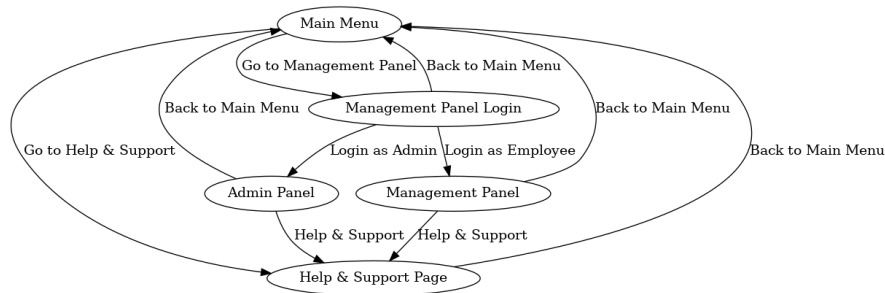 Main Menu
Go to Management Panel
Back to Main Menu
Management Panel Login
Back to Main Menu
Back to Main Menu
Go to Help & Support
Login as Admin
Login as Employee
Back to Main Menu
Admin Panel
Management Panel
Help & Support
Help & Support
Help & Support Page